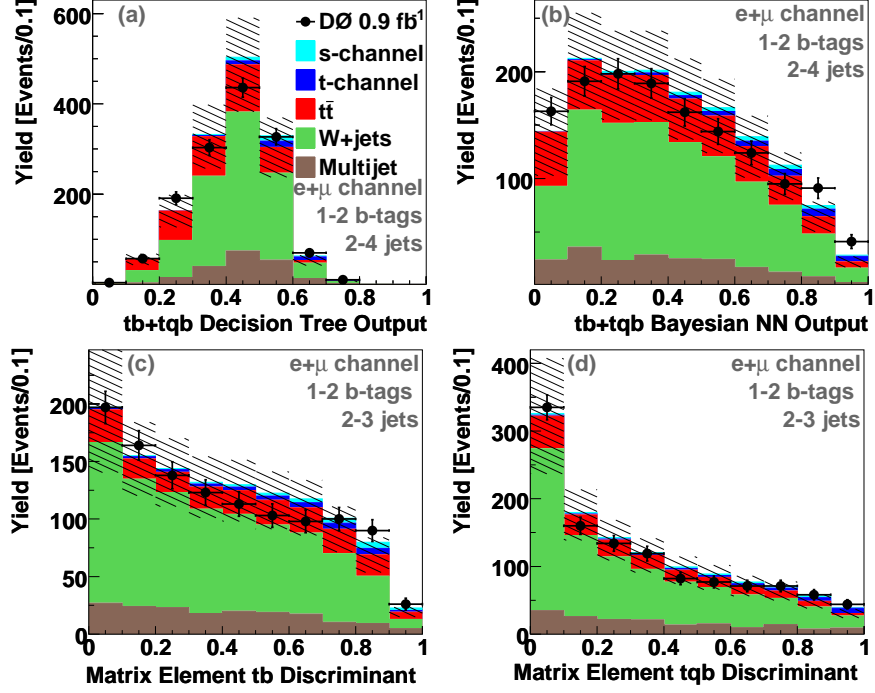 (a)
DØ 0.9 fb⁻¹
s-channel
t-channel
tt̄
W+jets
Multijet
e+μ channel
1-2 b-tags
2-4 jets
Yield [Events/0.1]
600
400
200
0 0.2 0.4 0.6 0.8 1
tb+tqb Decision Tree Output
(b)
e+μ channel
1-2 b-tags
2-4 jets
Yield [Events/0.1]
200
100
0 0.2 0.4 0.6 0.8 1
tb+tqb Bayesian NN Output
(c)
e+μ channel
1-2 b-tags
2-3 jets
Yield [Events/0.1]
200
150
100
50
0
0 0.2 0.4 0.6 0.8 1
Matrix Element tb Discriminant
(d)
e+μ channel
1-2 b-tags
2-3 jets
Yield [Events/0.1]
400
300
200
100
0
0 0.2 0.4 0.6 0.8 1
Matrix Element tqb Discriminant